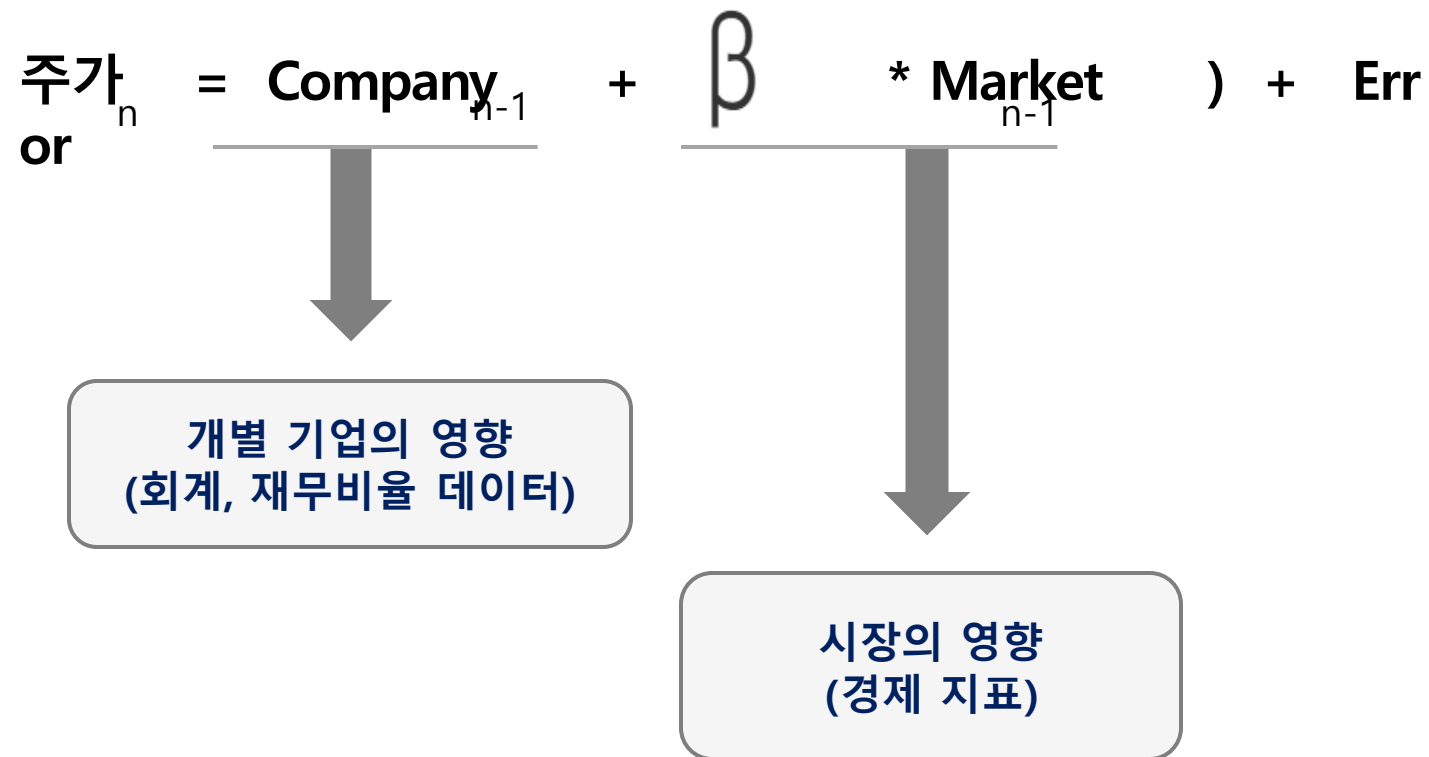 주가n = Companyn-1 + β * Marketn-1 ) + Err
or
개별 기업의 영향
(회계, 재무비율 데이터)
시장의 영향
(경제 지표)